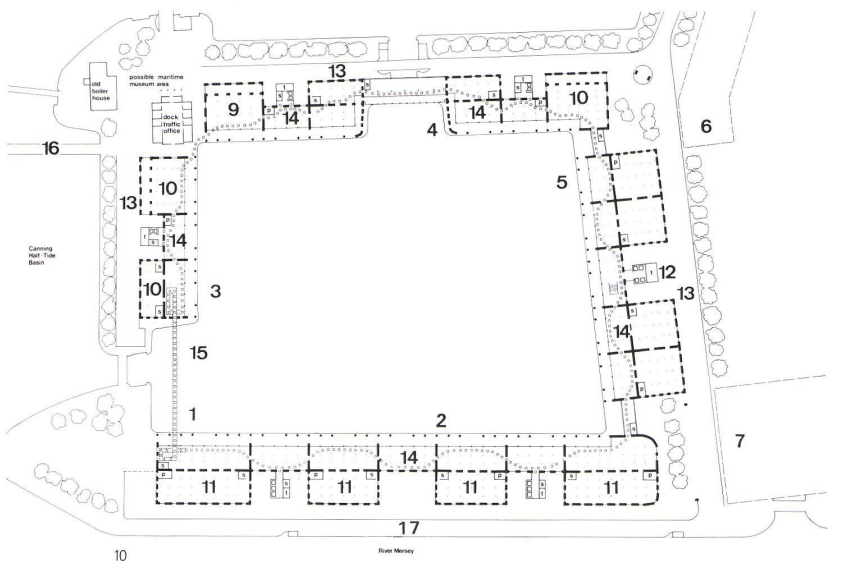 possible maritime
museum area
old
boiler
house
dock
traffic
office
13
9
14
4
14
10
6
5
16
13
10
14
10
3
Canning
Half-Tide
Basin
12
13
14
15
1
2
14
7
11
11
11
11
17
River Mersey
10
t
s
p
s
t
s
p
s
p
s
p
t
s
s
s
s
t
s
p
s
s
p
s
p
s
s
p
s
s
t
s
t